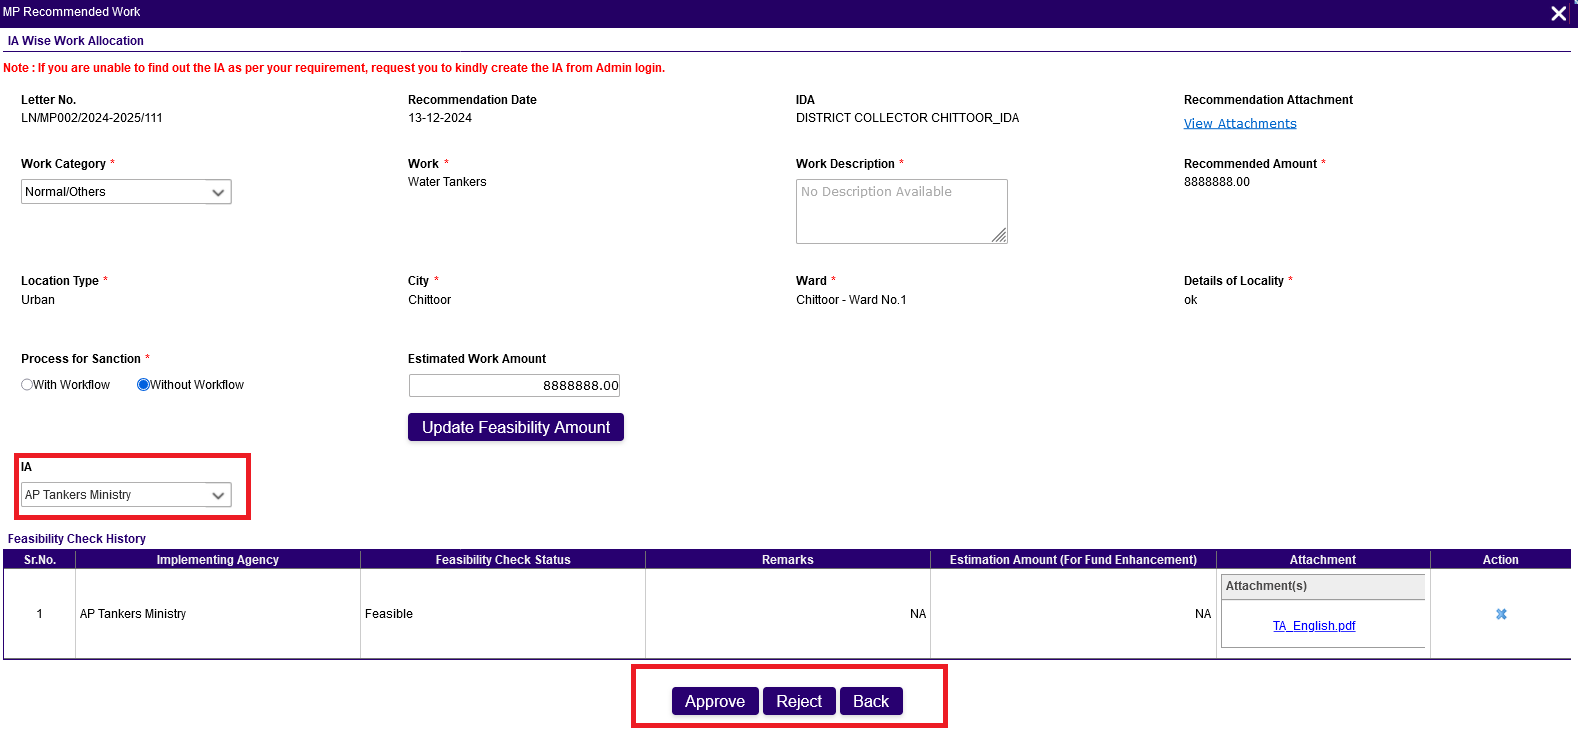 MP Recommended Work
IA Wise Work Allocation
Note : If you are unable to find out the IA as per your requirement, request you to kindly create the IA from Admin login.
Letter No. Recommendation Date IDA Recommendation Attachment
LN/MP002/2024-2025/111 13-12-2024 DISTRICT COLLECTOR CHITTOOR_IDA View Attachments
Work Category * Work * Work Description * Recommended Amount *
Normal/Others Water Tankers No Description Available 8888888.00
Location Type * City * Ward * Details of Locality *
Urban Chittoor Chittoor - Ward No.1 ok
Process for Sanction * Estimated Work Amount
With Workflow Without Workflow 8888888.00
Update Feasibility Amount
IA
AP Tankers Ministry
Feasibility Check History
Sr.No. Implementing Agency Feasibility Check Status Remarks Estimation Amount (For Fund Enhancement) Attachment Action
Attachment(s)
1 AP Tankers Ministry Feasible NA NA
TA_English.pdf
Approve Reject Back